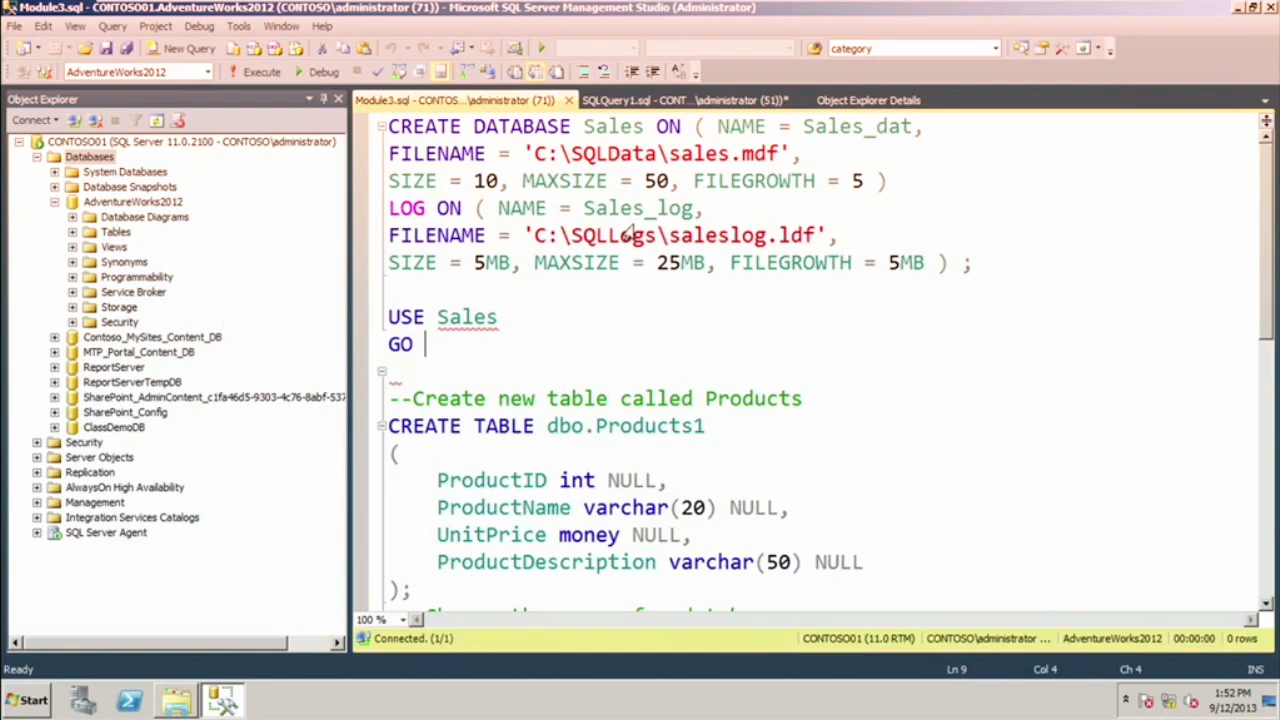 Module3.sql - CONTOSO01.AdventureWorks2012 (CONTOSO\administrator (71)) - Microsoft SQL Server Management Studio (Administrator)
File Edit View Query Project Debug Tools Window Help
New Query category
AdventureWorks2012 Execute Debug
Object Explorer
Module3.sql - CONTOS...\administrator (71)) SQLQuery1.sql - CONT...\administrator (51))* Object Explorer Details
Connect
CONTOSO01 (SQL Server 11.0.2100 - CONTOSO\administrator)
Databases
System Databases
Database Snapshots
AdventureWorks2012
Database Diagrams
Tables
Views
Synonyms
Programmability
Service Broker
Storage
Security
Contoso_MySites_Content_DB
MTP_Portal_Content_DB
ReportServer
ReportServerTempDB
SharePoint_AdminContent_c1fa46d5-9303-4c76-8abf-537
SharePoint_Config
ClassDemoDB
Security
Server Objects
Replication
AlwaysOn High Availability
Management
Integration Services Catalogs
SQL Server Agent
CREATE DATABASE Sales ON ( NAME = Sales_dat,
FILENAME = 'C:\SQLData\sales.mdf',
SIZE = 10, MAXSIZE = 50, FILEGROWTH = 5 )
LOG ON ( NAME = Sales_log,
FILENAME = 'C:\SQLLogs\saleslog.ldf',
SIZE = 5MB, MAXSIZE = 25MB, FILEGROWTH = 5MB ) ;
USE Sales
GO
--Create new table called Products
CREATE TABLE dbo.Products1
(
ProductID int NULL,
ProductName varchar(20) NULL,
UnitPrice money NULL,
ProductDescription varchar(50) NULL
);
100 %
Connected. (1/1) CONTOSO01 (11.0 RTM) CONTOSO\administrator ... AdventureWorks2012 00:00:00 0 rows
Ready Ln 9 Col 4 Ch 4 INS
Start 1:52 PM
9/12/2013